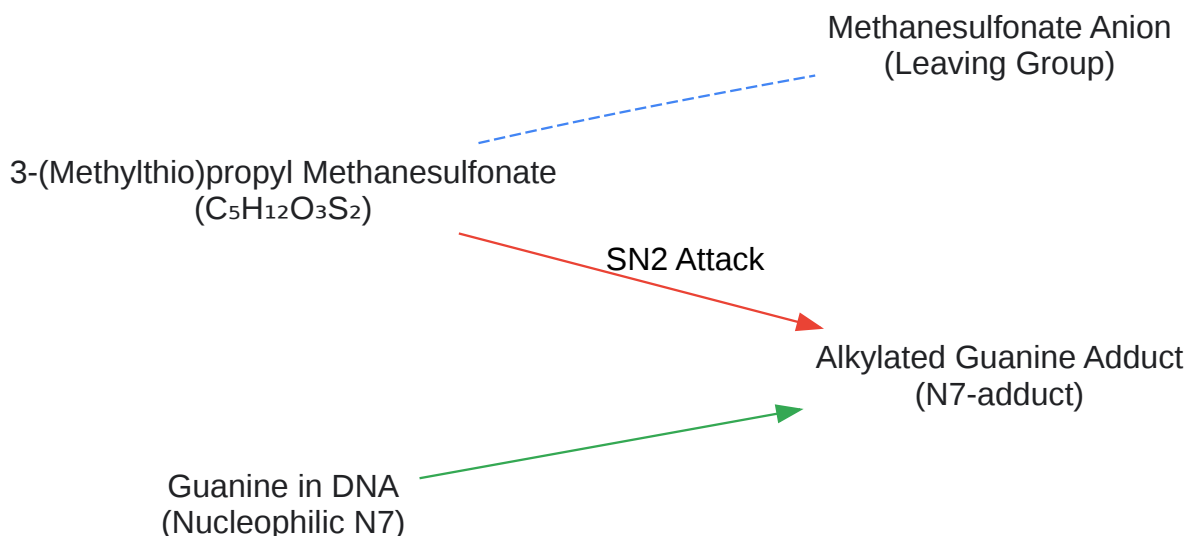 Methanesulfonate Anion
(Leaving Group)
3-(Methylthio)propyl Methanesulfonate
(C₅H₁₂O₃S₂)
SN2 Attack
Alkylated Guanine Adduct
(N7-adduct)
Guanine in DNA
(Nucleophilic N7)